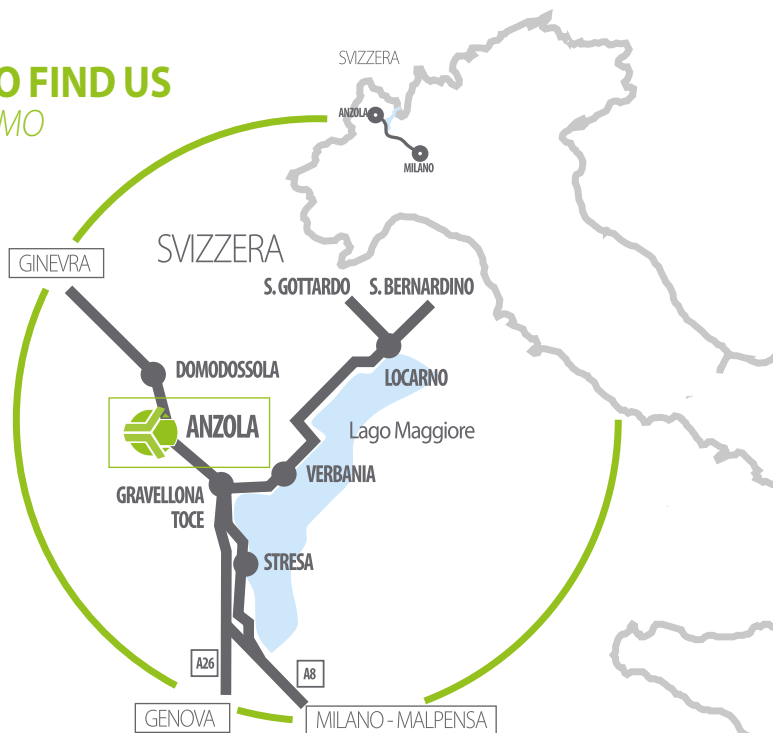 O FIND US
MO
SVIZZERA
ANZOLA
MILANO
SVIZZERA
GINEVRA
S. GOTTARDO
S. BERNARDINO
DOMODOSSOLA
LOCARNO
ANZOLA
Lago Maggiore
VERBANIA
GRAVELLONA
TOCE
STRESA
A26
A8
GENOVA
MILANO - MALPENSA